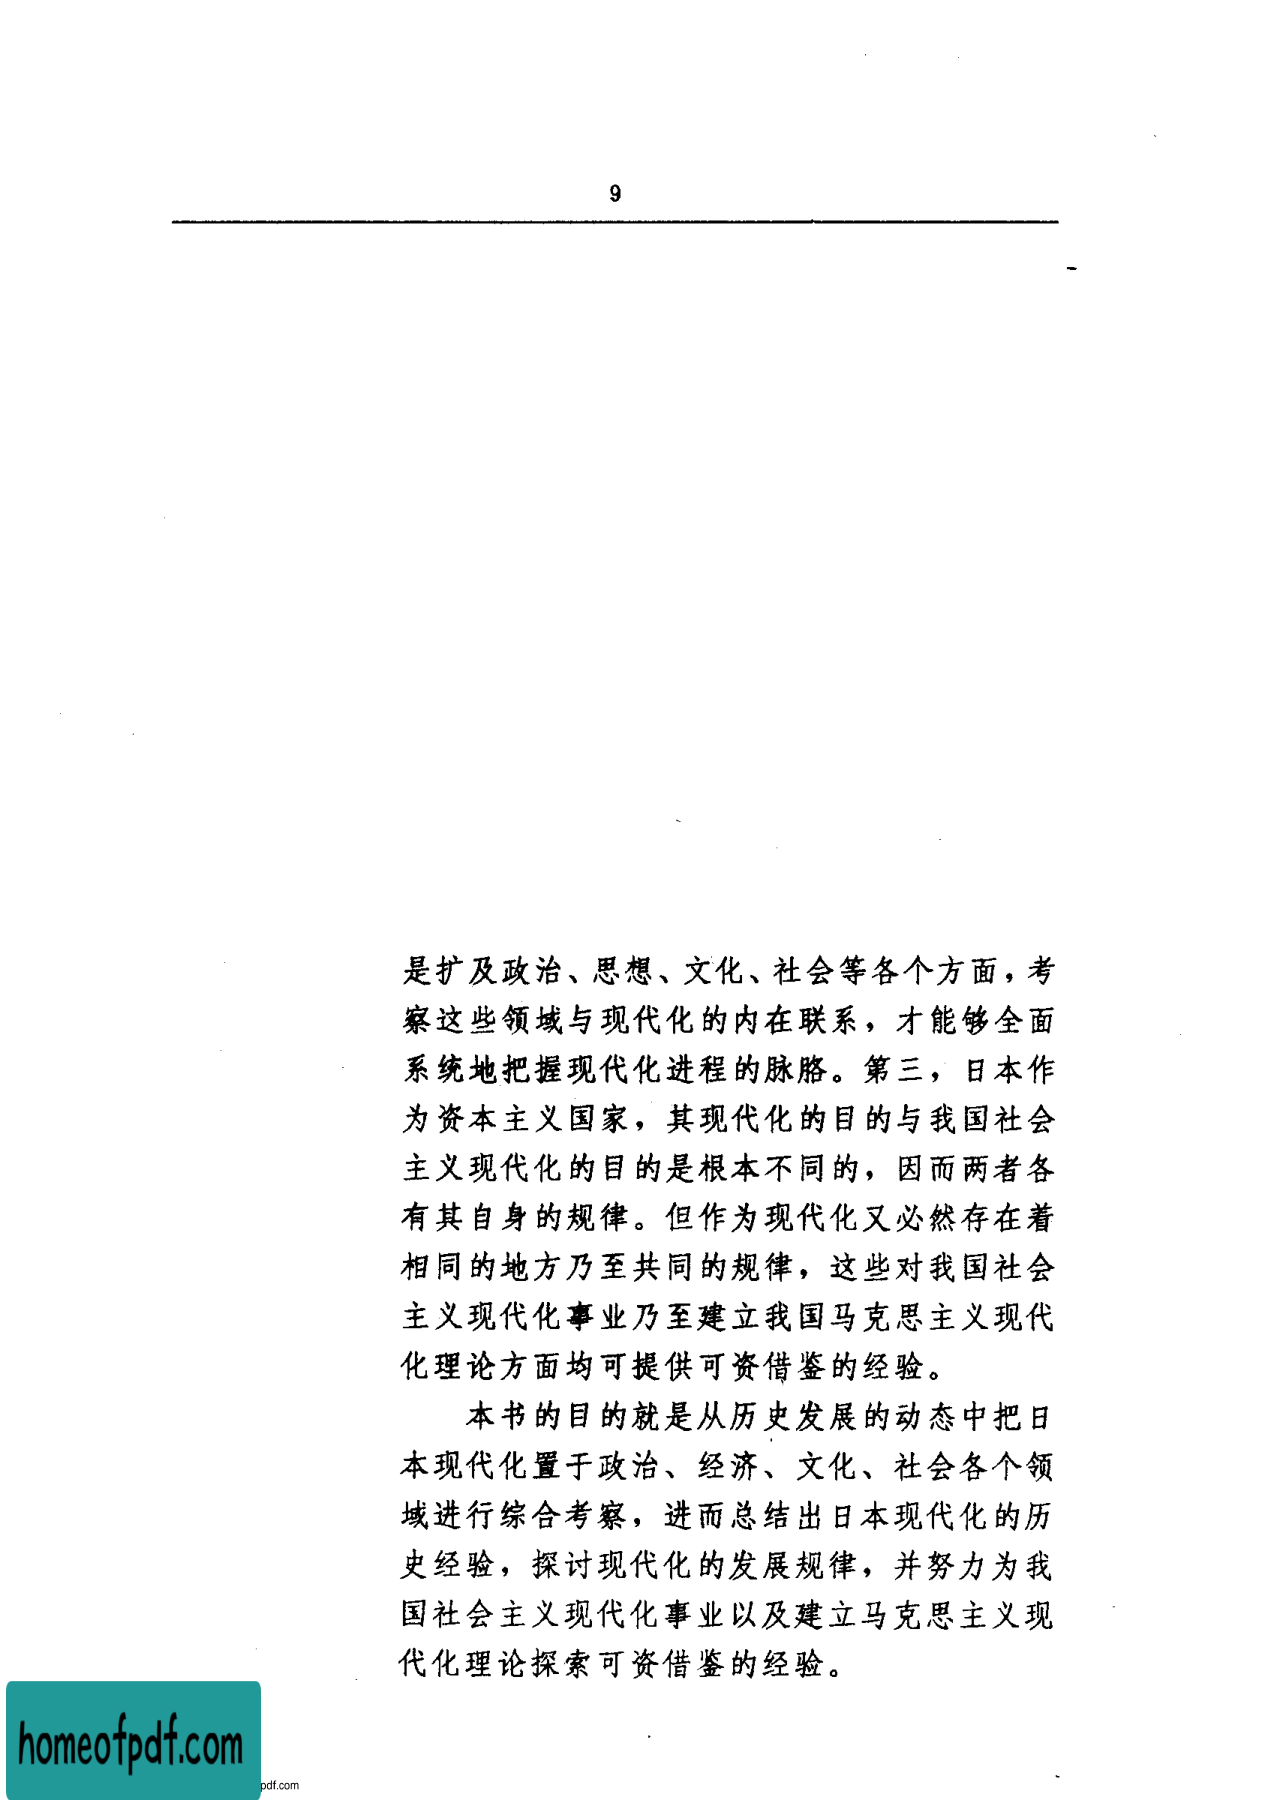 9
是扩及政治、思想、文化、社会等各个方面，考
察这些领域与现代化的内在联系，才能够全面
系统地把握现代化进程的脉胳。第三，日本作
为资本主义国家，其现代化的目的与我国社会
主义现代化的目的是根本不同的，因而两者各
有其自身的规律。但作为现代化又必然存在着
相同的地方乃至共同的规律，这些对我国社会
主义现代化事业乃至建立我国马克思主义现代
化理论方面均可提供可资借鉴的经验。
本书的目的就是从历史发展的动态中把日
本现代化置于政治、经济、文化、社会各个领
域进行综合考察，进而总结出日本现代化的历
史经验，探讨现代化的发展规律，并努力为我
国社会主义现代化事业以及建立马克思主义现
代化理论探索可资借鉴的经验。
homeofpdf.com
pdf.com